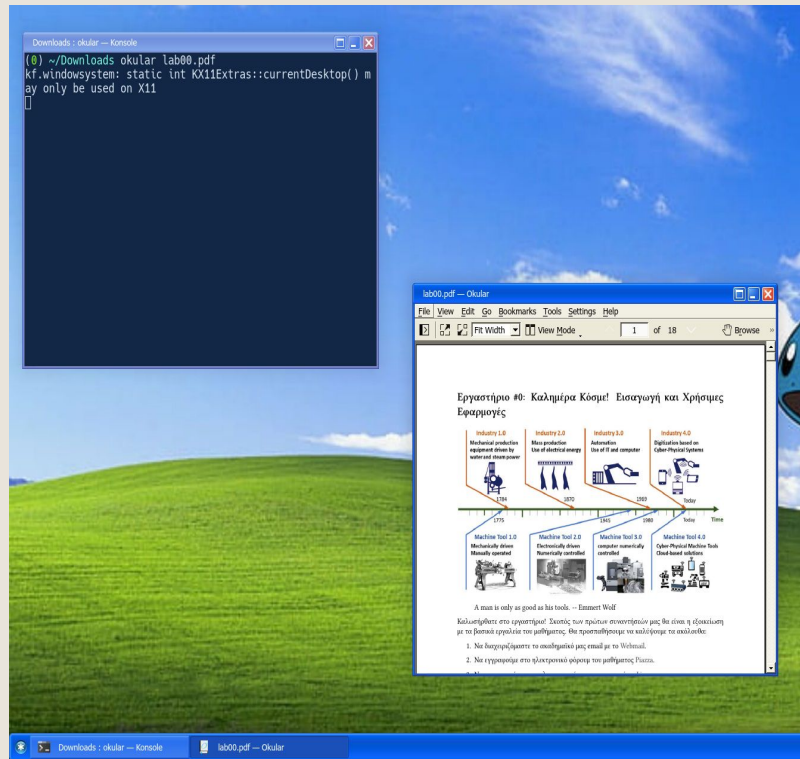 Downloads : okular — Konsole
(0) ~/Downloads okular lab00.pdf
kf.windowsystem: static int KX11Extras::currentDesktop() m
ay only be used on X11
lab00.pdf — Okular
File View Edit Go Bookmarks Tools Settings Help
Fit Width View Mode 1 of 18 Browse »
Εργαστήριο #0: Καλημέρα Κόσμε! Εισαγωγή και Χρήσιμες
Εφαρμογές
Industry 1.0 Industry 2.0 Industry 3.0 Industry 4.0
Mechanical production Mass production Automation Digitization based on
equipment driven by Use of electrical energy Use of IT and computer Cyber-Physical Systems
water and steam power
1784 1870 1969 Today
1775 1945 1980 Today Time
Machine Tool 1.0 Machine Tool 2.0 Machine Tool 3.0 Machine Tool 4.0
Mechanically driven Electronically driven computer numerically Cyber-Physical Machine Tools
Manually operated Numerically controlled controlled Cloud-based solutions
A man is only as good as his tools. – Emmert Wolf
Καλωσήρθατε στο εργαστήριο! Σκοπός των πρώτων συναντήσεών μας θα είναι η εξοικείωση
με τα βασικά εργαλεία του μαθήματος. Θα προσπαθήσουμε να καλύψουμε τα ακόλουθα:
1. Να διαχειριζόμαστε το ακαδημαϊκό μας email με το Webmail.
2. Να εγγραφούμε στο ηλεκτρονικό φόρουμ του μαθήματος Piazza.
Downloads : okular — Konsole lab00.pdf — Okular